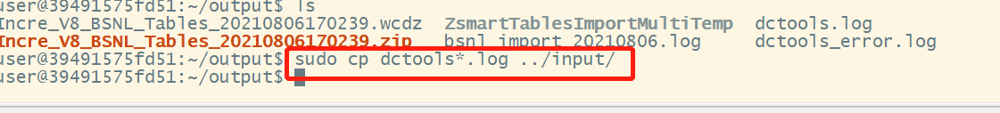 user@39491575fd51:~/output$ ls
Incre_V8_BSNL_Tables_20210806170239.wcdz ZsmartTablesImportMultiTemp dctools.log
Incre_V8_BSNL_Tables_20210806170239.zip bsnl_import_20210806.log dctools_error.log
user@39491575fd51:~/output$ sudo cp dctools*.log ../input/
user@39491575fd51:~/output$